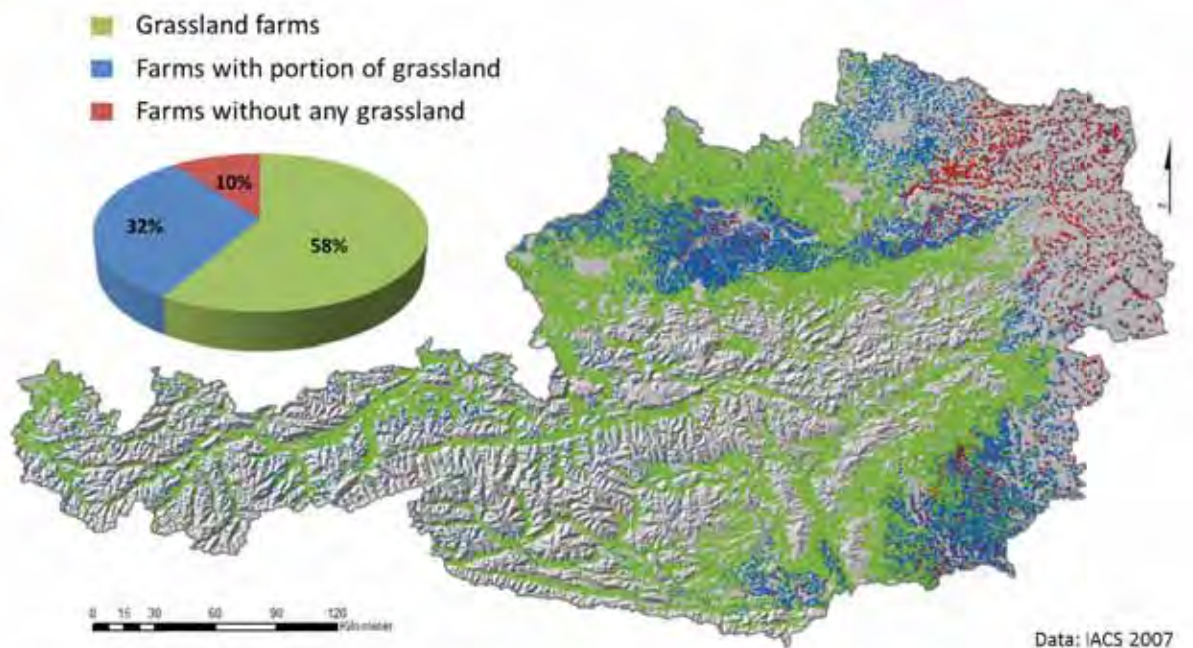 Grassland farms
Farms with portion of grassland
Farms without any grassland
10%
32%
58%
0 15 30 60 90 120
Kilometer
Data: IACS 2007